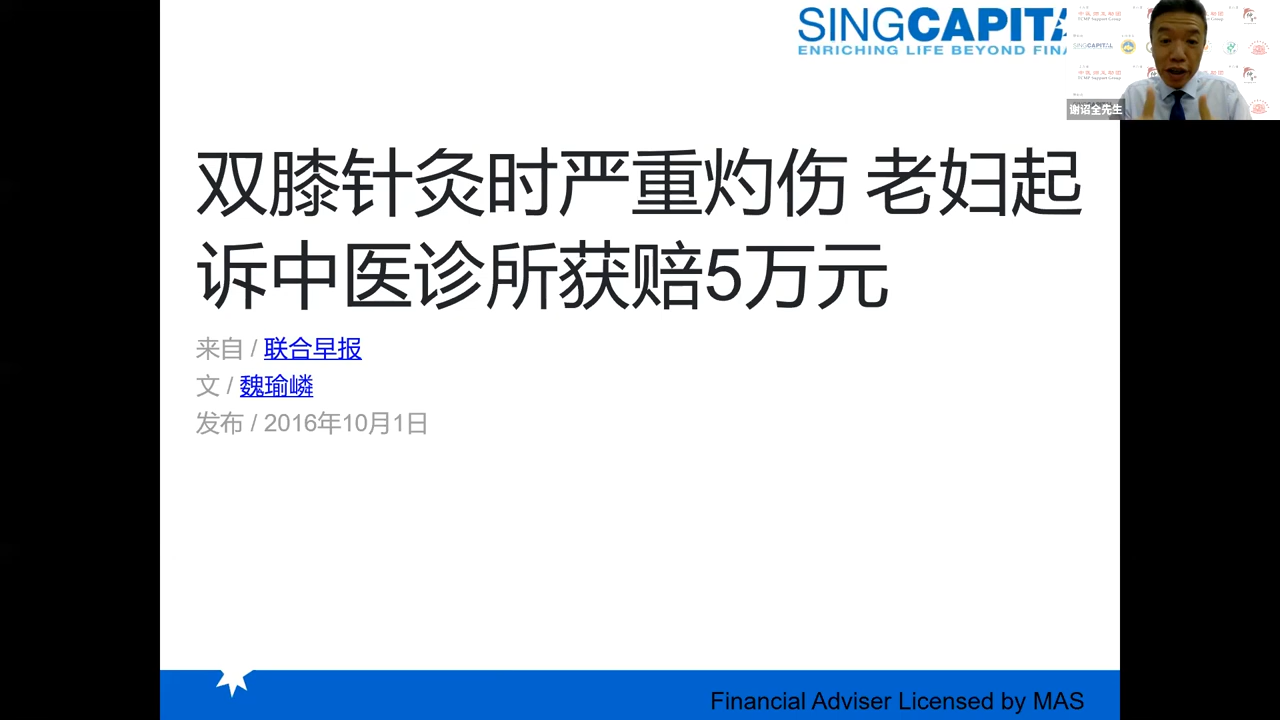 SINGCAPITA
ENRICHING LIFE BEYOND FINA
谢诏全先生
双膝针灸时严重灼伤 老妇起
诉中医诊所获赔5万元
来自 / 联合早报
文 / 魏瑜嶙
发布 / 2016年10月1日
Financial Adviser Licensed by MAS